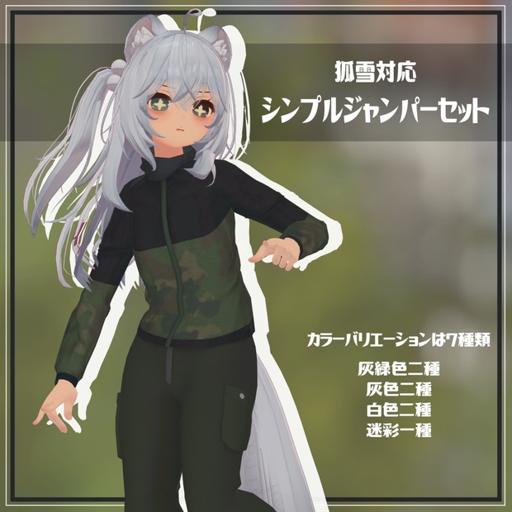 狐雪対応
シンプルジャンパーセット
カラーバリエーションは7種類
灰緑色二種
灰色二種
白色二種
迷彩一種